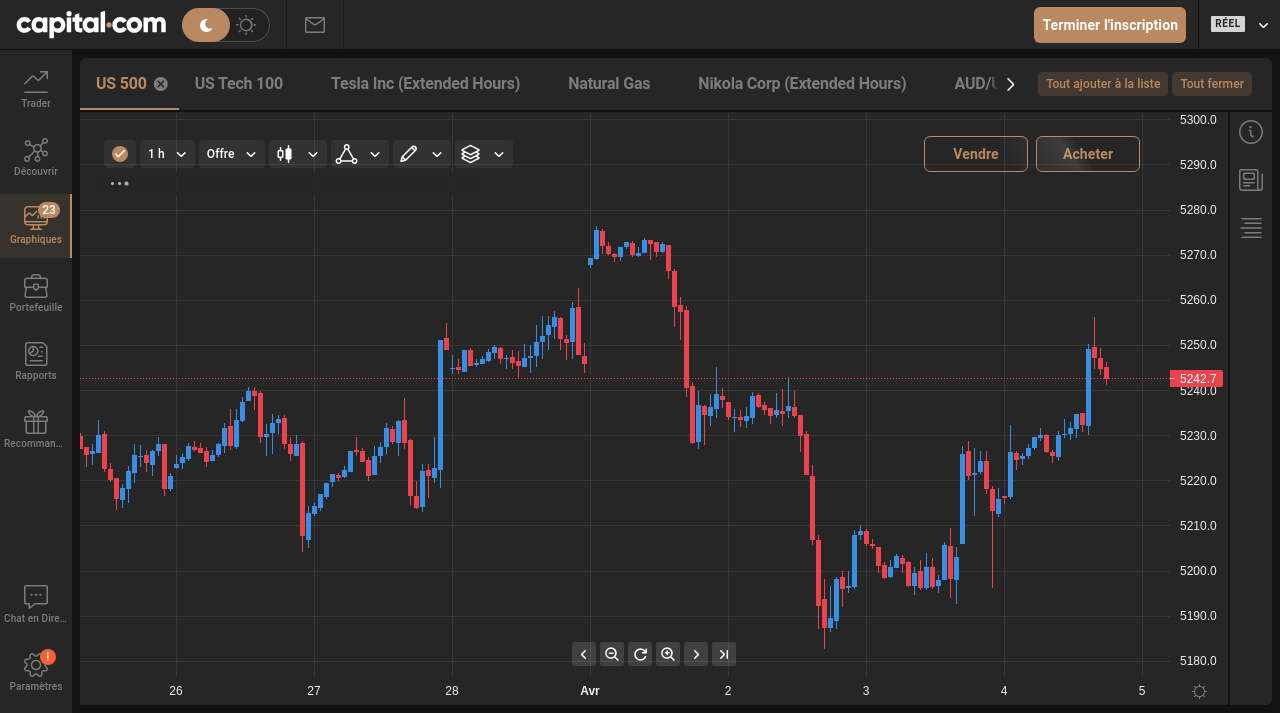 capital.com
Terminer l'inscription
RÉEL
US 500
US Tech 100
Tesla Inc (Extended Hours)
Natural Gas
Nikola Corp (Extended Hours)
AUD/
Tout ajouter à la liste
Tout fermer
Trader
Découvrir
23
Graphiques
Portefeuille
Rapports
Recomman...
Chat en Dire...
!
Paramètres
1 h
Offre
Vendre
Acheter
5300.0
5290.0
5280.0
5270.0
5260.0
5250.0
5242.7
5240.0
5230.0
5220.0
5210.0
5200.0
5190.0
5180.0
26
27
28
Avr
2
3
4
5